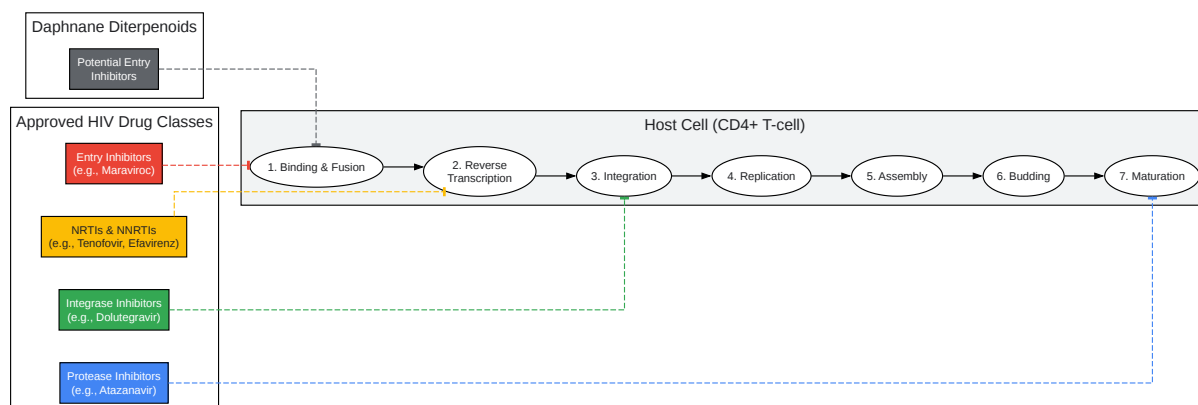 Daphnane Diterpenoids
Potential Entry
Inhibitors
Approved HIV Drug Classes
Entry Inhibitors
(e.g., Maraviroc)
NRTIs & NNRTIs
(e.g., Tenofovir, Efavirenz)
Integrase Inhibitors
(e.g., Dolutegravir)
Protease Inhibitors
(e.g., Atazanavir)
Host Cell (CD4+ T-cell)
1. Binding & Fusion
2. Reverse
Transcription
3. Integration
4. Replication
5. Assembly
6. Budding
7. Maturation